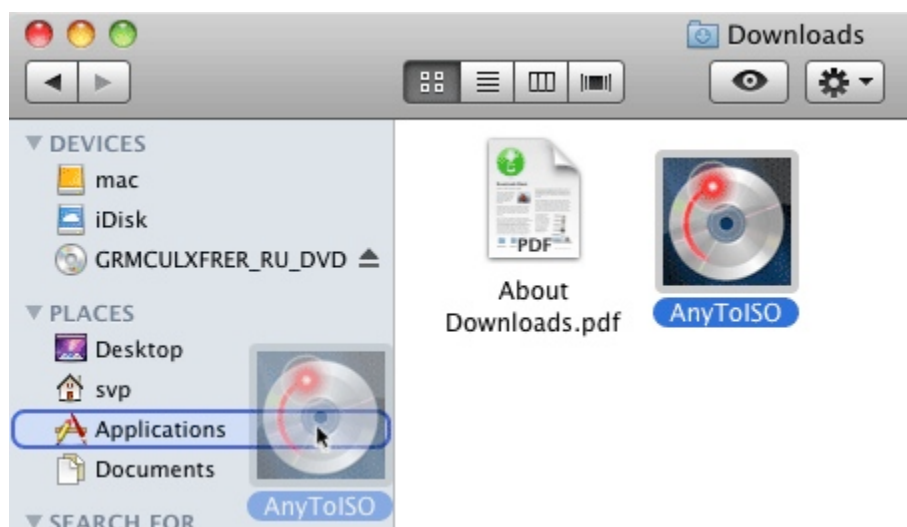 Downloads
DEVICES
mac
iDisk
GRMCULXFRER_RU_DVD
PLACES
Desktop
svp
Applications
Documents
SEARCH FOR
PDF
About
Downloads.pdf
AnyToISO
AnyToISO